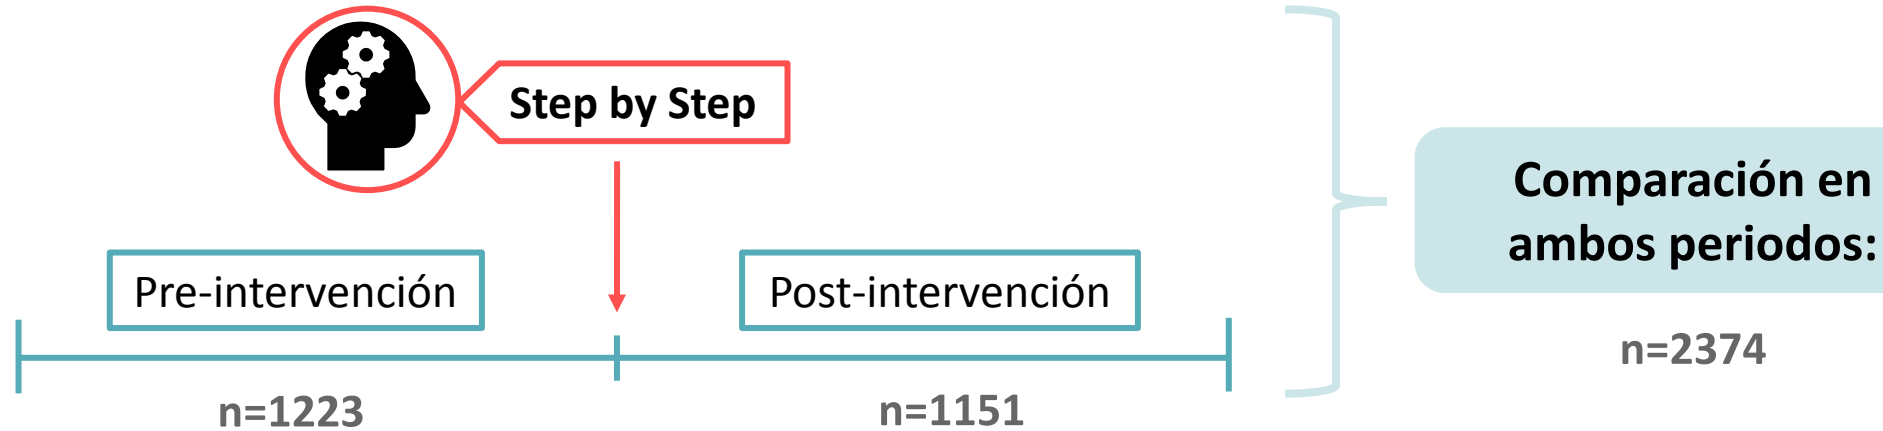 Step by Step
Pre-intervención
Post-intervención
n=1223
n=1151
Comparación en
ambos periodos:
n=2374